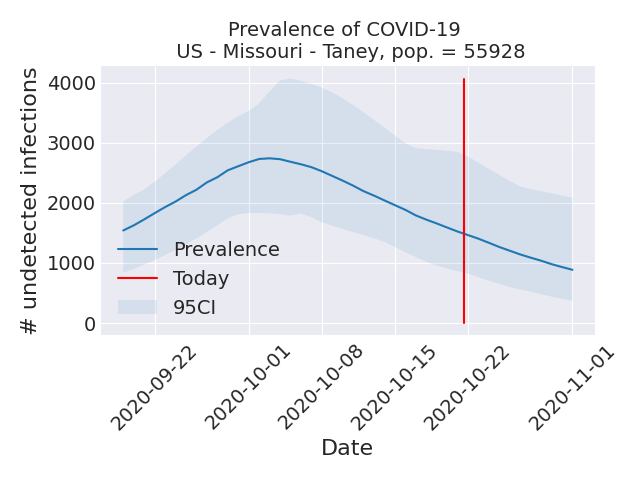 Prevalence of COVID-19
US - Missouri - Taney, pop. = 55928
# undetected infections
4000
3000
2000
1000
0
Prevalence
Today
95CI
2020-09-22
2020-10-01
2020-10-08
2020-10-15
2020-10-22
2020-11-01
Date